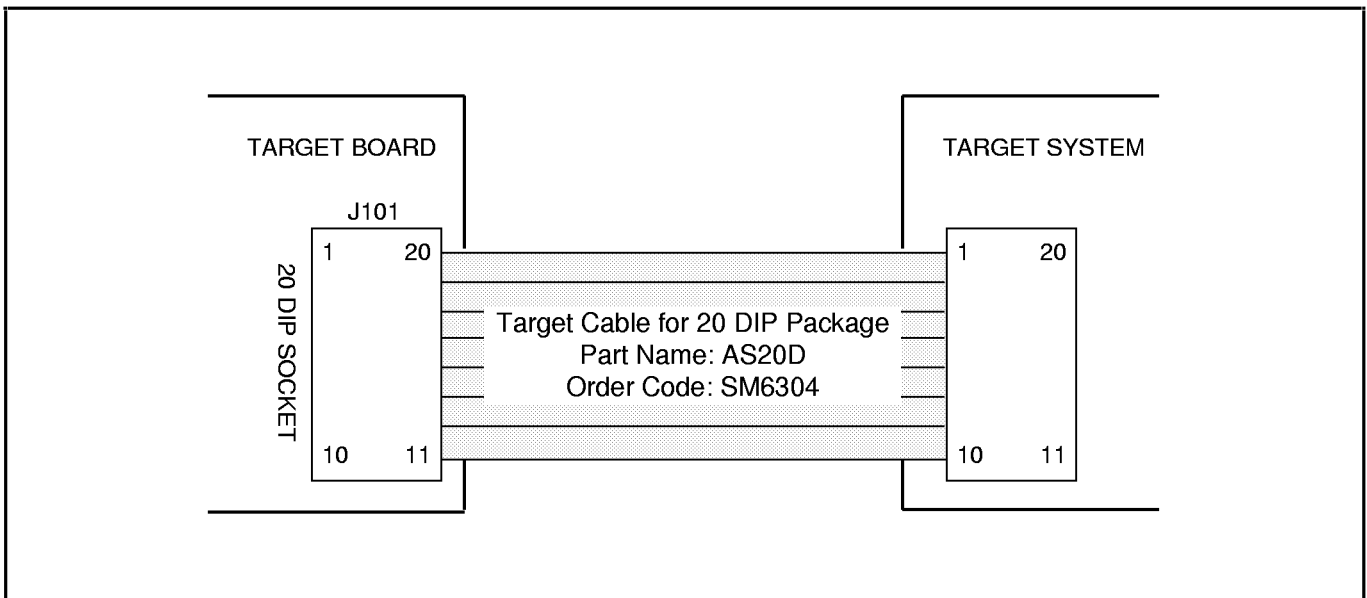 TARGET BOARD
TARGET SYSTEM
J101
1 20
1 20
20 DIP SOCKET
Target Cable for 20 DIP Package
Part Name: AS20D
Order Code: SM6304
10 11
10 11